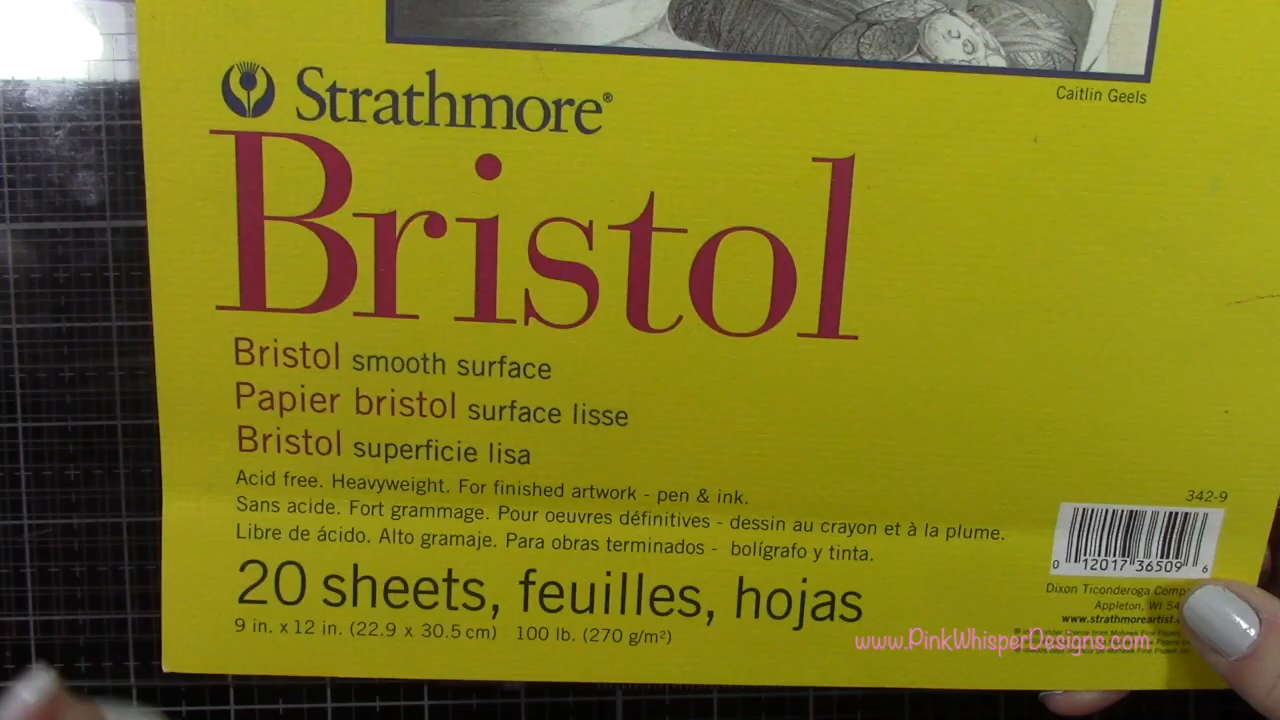 Caitlin Geels
Strathmore®
Bristol
Bristol smooth surface
Papier bristol surface lisse
Bristol superficie lisa
Acid free. Heavyweight. For finished artwork - pen & ink.
Sans acide. Fort grammage. Pour oeuvres définitives - dessin au crayon et à la plume.
Libre de ácido. Alto gramaje. Para obras terminados - bolígrafo y tinta.
20 sheets, feuilles, hojas
9 in. x 12 in. (22.9 x 30.5 cm) 100 lb. (270 g/m²)
342-9
0 12017 36509 6
Dixon Ticonderoga
Appleton, WI
www.strathmoreartist.
www.PinkWhisperDesigns.com